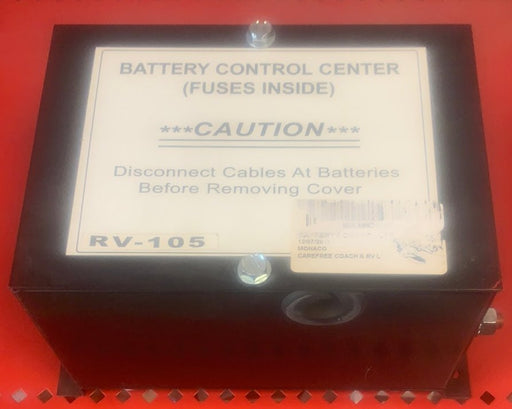 BATTERY CONTROL CENTER
(FUSES INSIDE)
***CAUTION***
Disconnect Cables At Batteries
Before Removing Cover
RV-105
MONACO
CAREFREE COACH & RV L